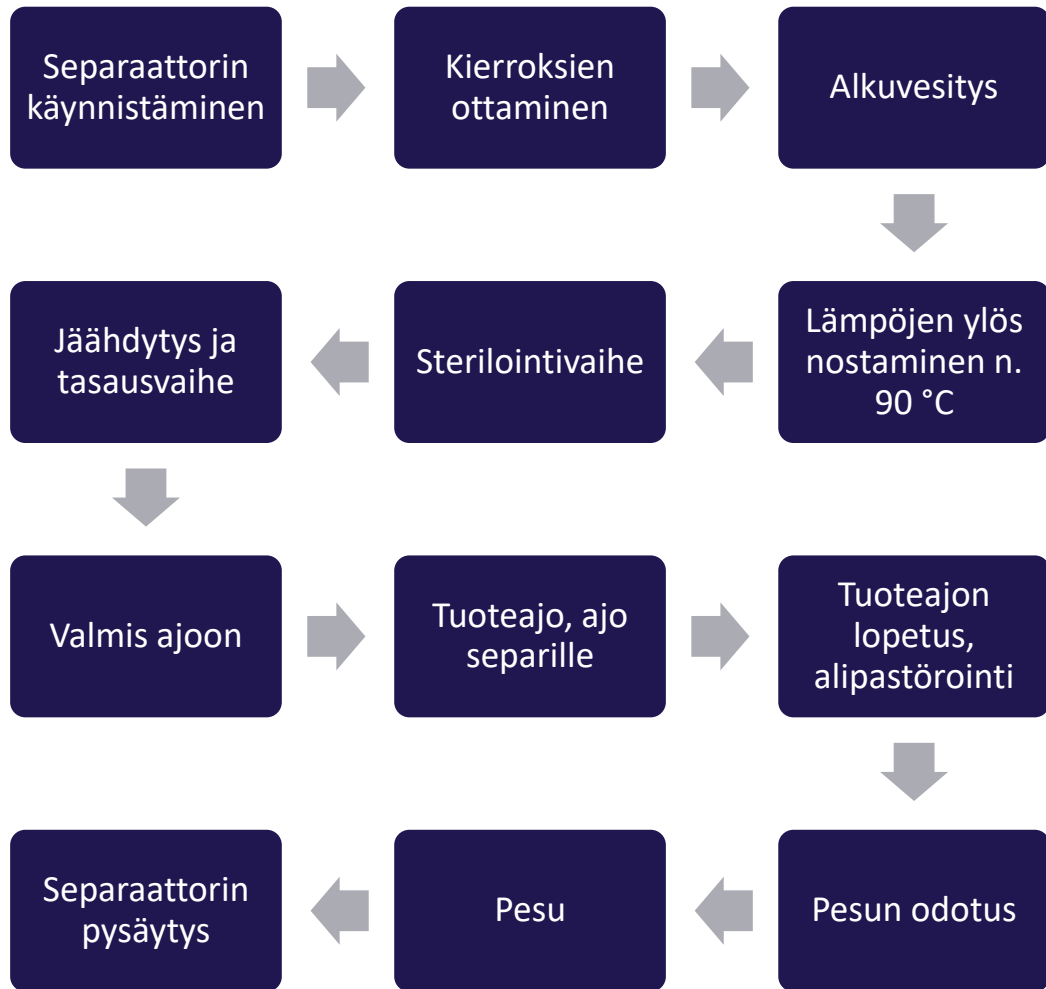 Separaattorin
käynnistäminen
Kierroksien
ottaminen
Alkuvesitys
Lämpöjen ylös
nostaminen n.
90 °C
Sterilointivaihe
Jäähdytys ja
tasausvaihe
Valmis ajoon
Tuoteajo, ajo
separille
Tuoteajon
lopetus,
alipastörointi
Pesun odotus
Pesu
Separaattorin
pysäytys